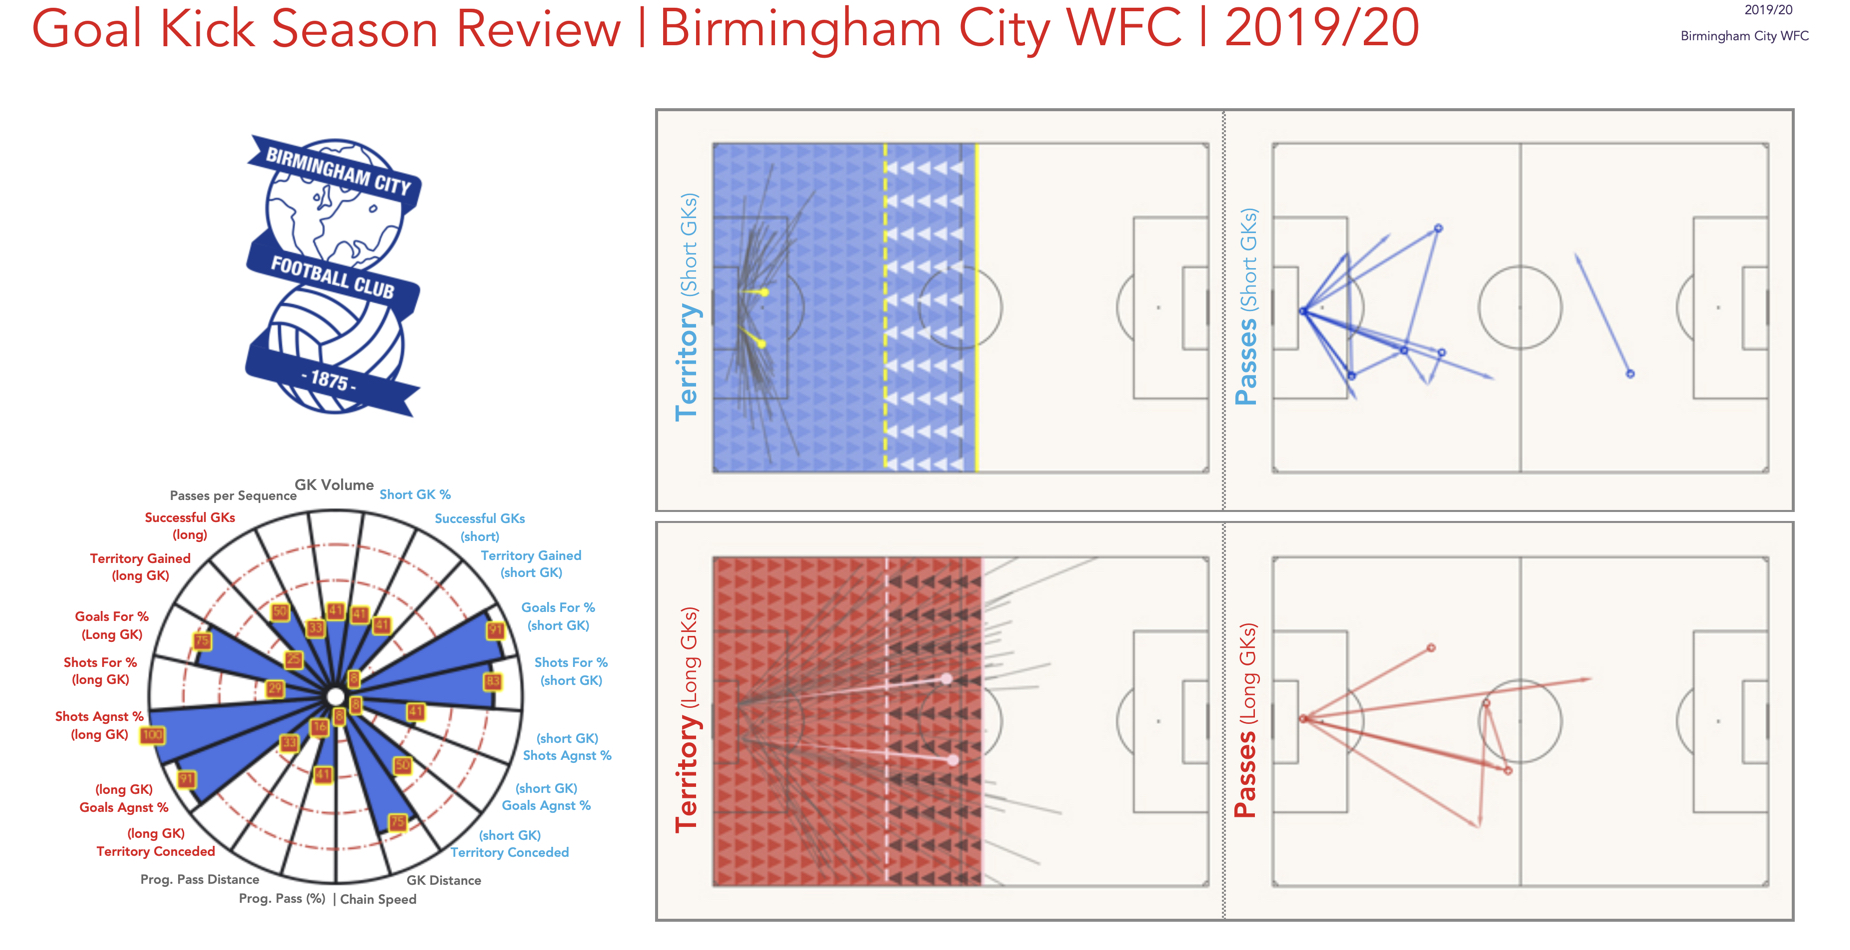 Goal Kick Season Review | Birmingham City WFC | 2019/20
2019/20
Birmingham City WFC
BIRMINGHAM CITY
FOOTBALL CLUB
- 1875 -
Territory (Short GKs)
Passes (Short GKs)
Territory (Long GKs)
Passes (Long GKs)
GK Volume
Passes per Sequence
Short GK %
Successful GKs
(long)
Successful GKs
(short)
Territory Gained
(long GK)
Territory Gained
(short GK)
Goals For %
(Long GK)
Goals For %
(short GK)
Shots For %
(long GK)
Shots For %
(short GK)
Shots Agnst %
(long GK)
(short GK)
Shots Agnst %
(long GK)
Goals Agnst %
(short GK)
Goals Agnst %
(long GK)
Territory Conceded
(short GK)
Territory Conceded
Prog. Pass Distance
GK Distance
Prog. Pass (%) | Chain Speed
50
33
41
41
41
91
75
25
8
83
29
8
41
100
8
16
33
50
91
41
75